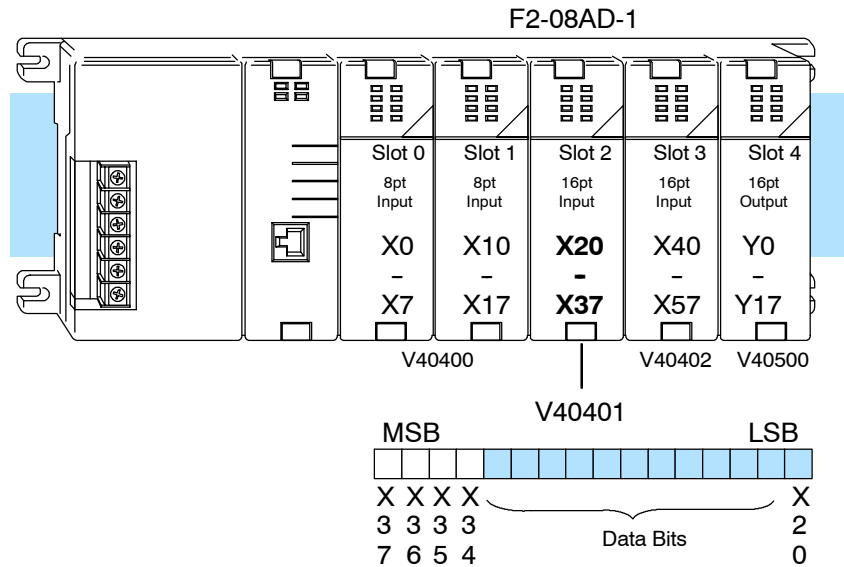 F2-08AD-1
Slot 0 Slot 1 Slot 2 Slot 3 Slot 4
8pt 8pt 16pt 16pt 16pt
Input Input Input Input Output
X0 X10 X20 X40 Y0
– – - – –
X7 X17 X37 X57 Y17
V40400 V40402 V40500
V40401
MSB LSB
X X X X X
3 3 3 3 2
7 6 5 4 0
Data Bits